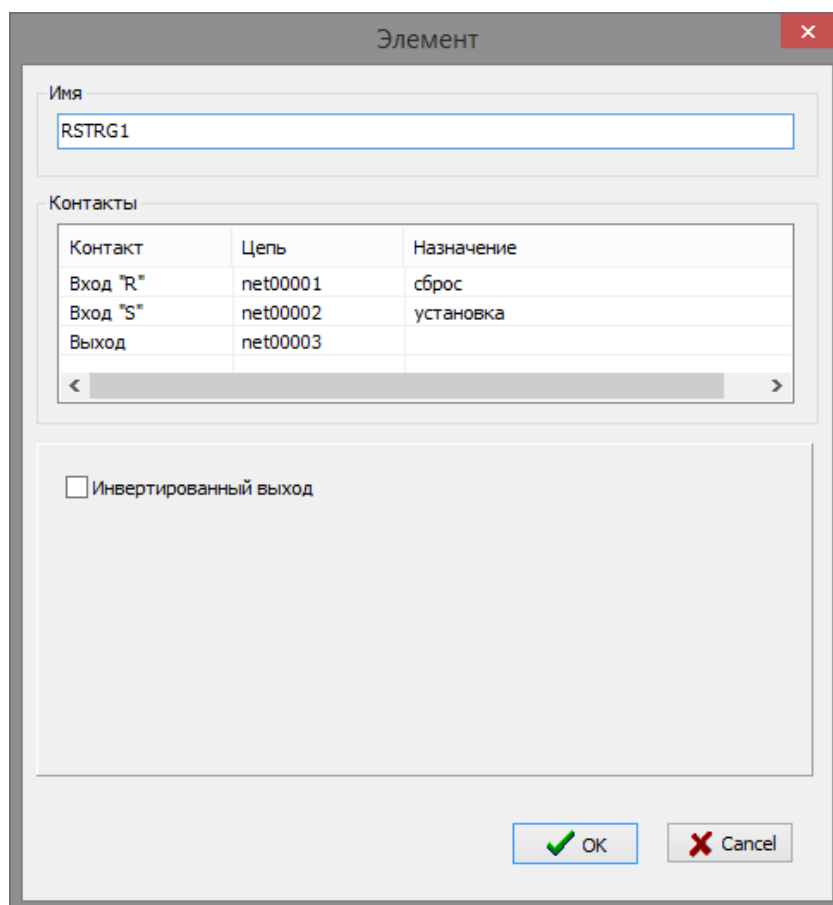 Элемент
Имя
RSTRG1
Контакты
Контакт Цепь Назначение
Вход "R" net00001 сброс
Вход "S" net00002 установка
Выход net00003
Инвертированный выход
OK Cancel